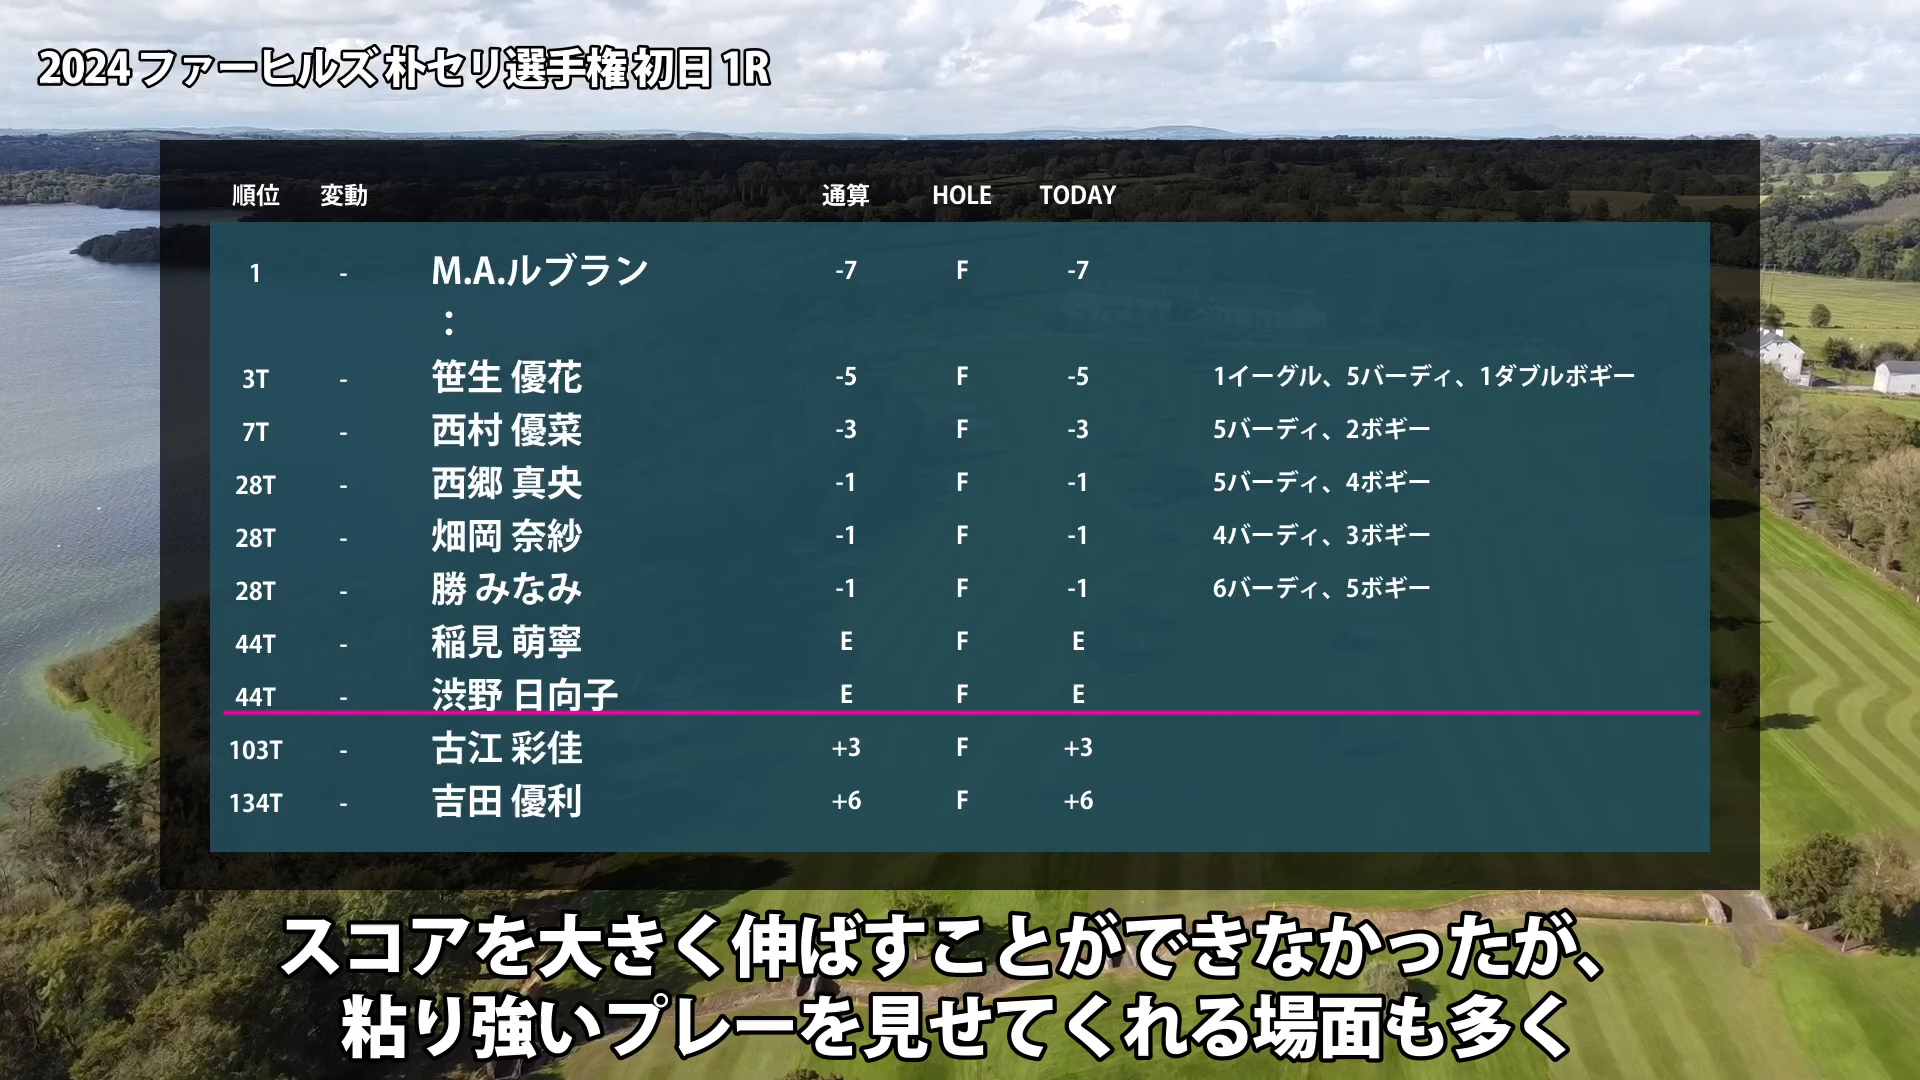 2024 ファーヒルズ 朴セリ選手権 初日 1R
順位 変動 通算 HOLE TODAY
1 - M.A.ルブラン -7 F -7
：
3T - 笹生 優花 -5 F -5 1イーグル、5バーディ、1ダブルボギー
7T - 西村 優菜 -3 F -3 5バーディ、2ボギー
28T - 西郷 真央 -1 F -1 5バーディ、4ボギー
28T - 畑岡 奈紗 -1 F -1 4バーディ、3ボギー
28T - 勝 みなみ -1 F -1 6バーディ、5ボギー
44T - 稲見 萌寧 E F E
44T - 渋野 日向子 E F E
103T - 古江 彩佳 +3 F +3
134T - 吉田 優利 +6 F +6
スコアを大きく伸ばすことができなかったが、
粘り強いプレーを見せてくれる場面も多く